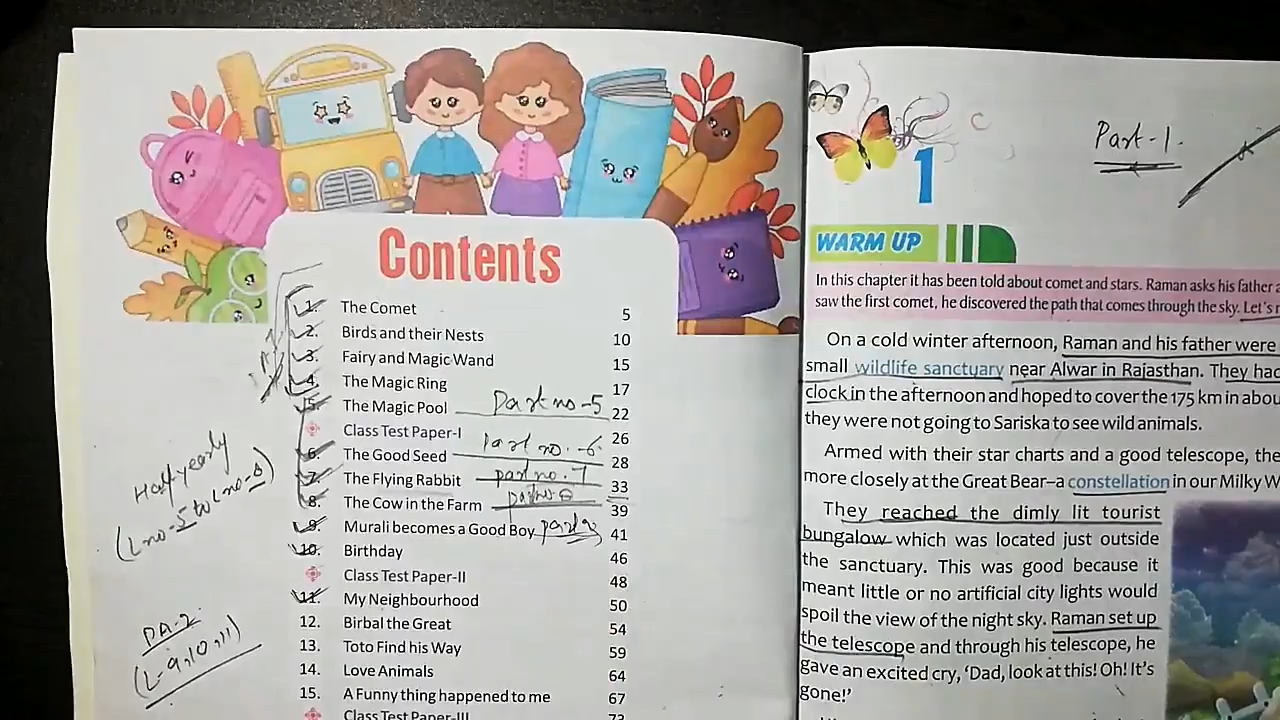 Contents
1. The Comet 5
2. Birds and their Nests 10
3. Fairy and Magic Wand 15
4. The Magic Ring 17
5. The Magic Pool Part no-5 22
Class Test Paper-I 26
6. The Good Seed Part no.-6 28
7. The Flying Rabbit part no.7 33
8. The Cow in the Farm 39
9. Murali becomes a Good Boy 41
10. Birthday 46
Class Test Paper-II 48
11. My Neighbourhood 50
12. Birbal the Great 54
13. Toto Find his Way 59
14. Love Animals 64
15. A Funny thing happened to me 67
Class Test Paper-III 73
Half yearly
(L no-5 to L no-8)
PA-2
(L-9,10,11)
Part-1.
1
WARM UP
In this chapter it has been told about comet and stars. Raman asks his father
saw the first comet, he discovered the path that comes through the sky. Let's
On a cold winter afternoon, Raman and his father were
small wildlife sanctuary near Alwar in Rajasthan. They had
clock in the afternoon and hoped to cover the 175 km in
they were not going to Sariska to see wild animals.
Armed with their star charts and a good telescope,
more closely at the Great Bear–a constellation in our Milky
They reached the dimly lit tourist
bungalow which was located just outside
the sanctuary. This was good because it
meant little or no artificial city lights would
spoil the view of the night sky. Raman set up
the telescope and through his telescope, he
gave an excited cry, 'Dad, look at this! Oh! It's
gone!'